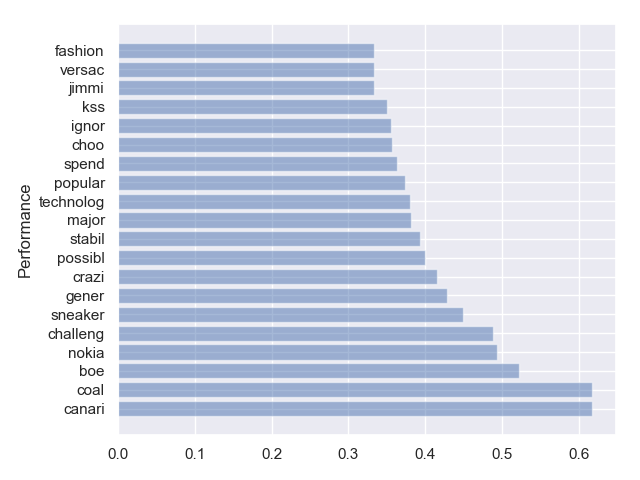 fashion
versac
jimmi
kss
ignor
choo
spend
popular
technolog
major
stabil
possibl
crazi
gener
sneaker
challeng
nokia
boe
coal
canari
Performance
0.0 0.1 0.2 0.3 0.4 0.5 0.6